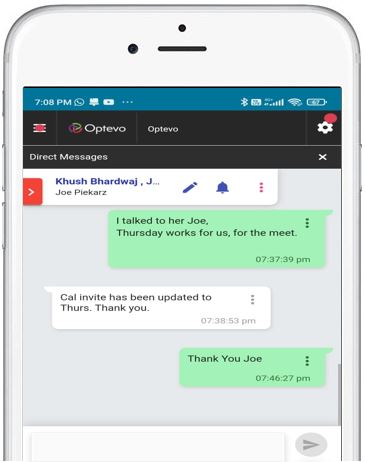 7:08 PM
67
Optevo
Optevo
Direct Messages
Khush Bhardwaj , J...
Joe Piekarz
I talked to her Joe,
Thursday works for us, for the meet.
07:37:39 pm
Cal invite has been updated to
Thurs. Thank you.
07:38:53 pm
Thank You Joe
07:46:27 pm